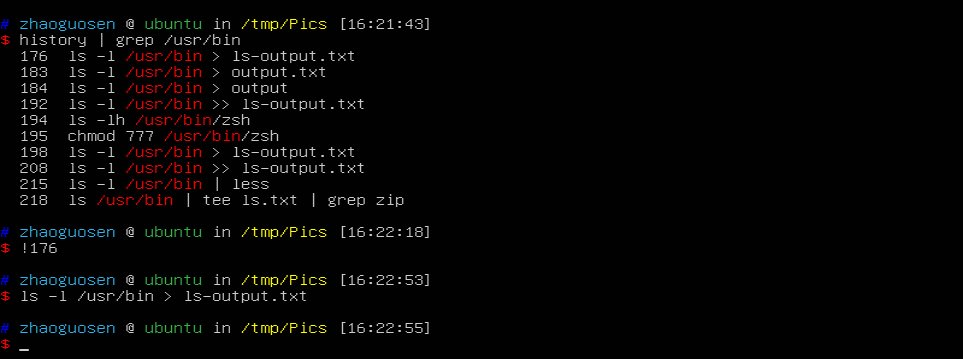 # zhaoguosen @ ubuntu in /tmp/Pics [16:21:43]
$ history | grep /usr/bin
176 ls -l /usr/bin > ls-output.txt
183 ls -l /usr/bin > output.txt
184 ls -l /usr/bin > output
192 ls -l /usr/bin >> ls-output.txt
194 ls -lh /usr/bin/zsh
195 chmod 777 /usr/bin/zsh
198 ls -l /usr/bin > ls-output.txt
208 ls -l /usr/bin >> ls-output.txt
215 ls -l /usr/bin | less
218 ls /usr/bin | tee ls.txt | grep zip
# zhaoguosen @ ubuntu in /tmp/Pics [16:22:18]
$ !176
# zhaoguosen @ ubuntu in /tmp/Pics [16:22:53]
$ ls -l /usr/bin > ls-output.txt
# zhaoguosen @ ubuntu in /tmp/Pics [16:22:55]
$ _